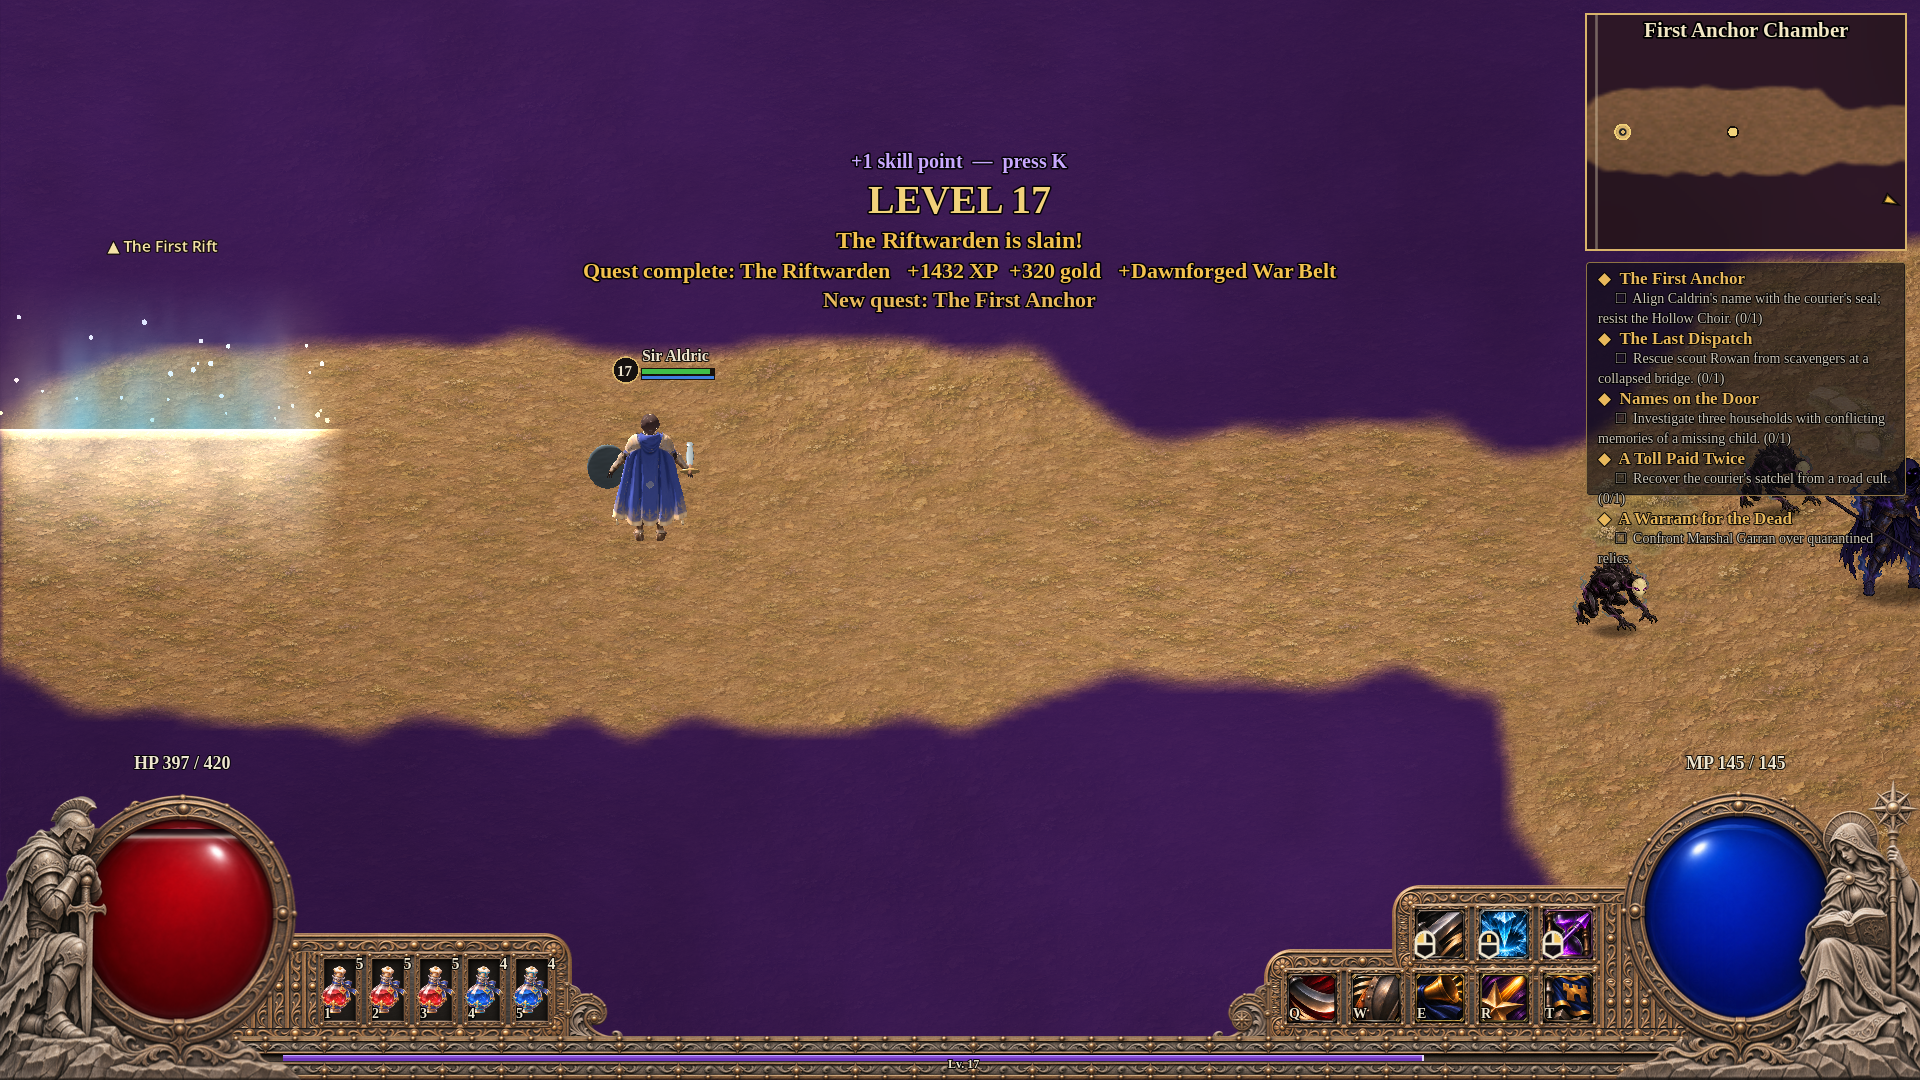 First Anchor Chamber
+1 skill point — press K
LEVEL 17
The Riftwarden is slain!
Quest complete: The Riftwarden +1432 XP +320 gold +Dawnforged War Belt
New quest: The First Anchor
▲ The First Rift
◆ The First Anchor
☐ Align Caldrin's name with the courier's seal;
resist the Hollow Choir. (0/1)
◆ The Last Dispatch
☐ Rescue scout Rowan from scavengers at a
collapsed bridge. (0/1)
◆ Names on the Door
☐ Investigate three households with conflicting
memories of a missing child. (0/1)
◆ A Toll Paid Twice
☐ Recover the courier's satchel from a road cult.
(0/1)
◆ A Warrant for the Dead
☐ Confront Marshal Garran over quarantined
relics.
Sir Aldric
17
HP 397 / 420
MP 145 / 145
5 5 5 4 4
1 2 3 4 5
Q W E R T
Lv. 17